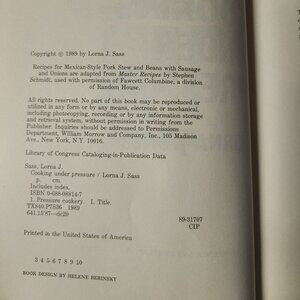 Copyright © 1989 by Lorna J. Sass
Recipes for Mexican-Style Pork Stew and Beans with Sausage
and Onions are adapted from Master Recipes by Stephen
Schmidt, used with permission of Fawcett Columbine, a division
of Random House.
All rights reserved. No part of this book may be reproduced or
utilized in any form or by any means, electronic or mechanical,
including photocopying, recording or by any information storage
and retrieval system, without permission in writing from the
Publisher. Inquiries should be addressed to Permissions
Department, William Morrow and Company, Inc., 105 Madison
Ave., New York, N.Y. 10016.
Library of Congress Cataloging-in-Publication Data
Sass, Lorna J.
Cooking under pressure / Lorna J. Sass
p. cm.
Includes index.
ISBN 0-688-08814-7
1. Pressure cookery. I. Title.
TX840.P7S36 1989
641.5'87—dc20
89-31707
CIP
Printed in the United States of America
3 4 5 6 7 8 9 10
BOOK DESIGN BY HELENE BERINSKY